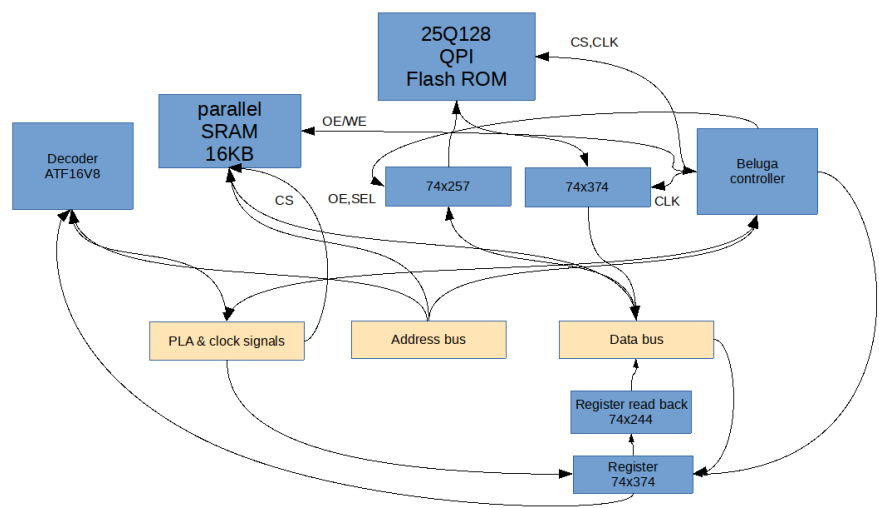 25Q128
QPI
Flash ROM
CS,CLK
parallel
SRAM
16KB
OE/WE
Decoder
ATF16V8
Beluga
controller
74x257
74x374
OE,SEL
CS
CLK
PLA & clock signals
Address bus
Data bus
Register read back
74x244
Register
74x374